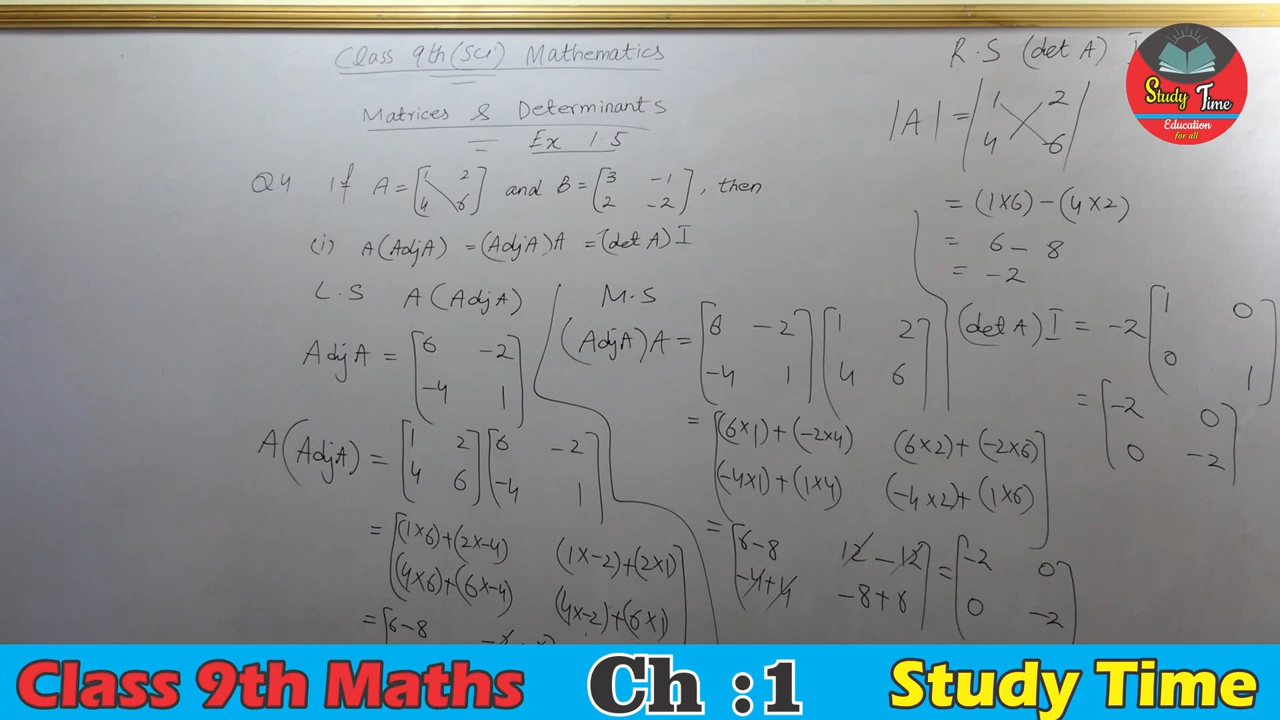 Class 9th (Sci) Mathematics
Matrices & Determinants
Ex 1.5
Q4 If A = [1 2 4 6] and B = [3 -1 2 -2], then
(i) A(AdjA) = (AdjA)A = (det A) I
L.S A(AdjA)
AdjA = [6 -2
-4 1]
A(AdjA) = [1 2 [6 -2
4 6] -4 1]
= [(1×6)+(2×-4) (1×-2)+(2×1)
(4×6)+(6×-4) (4×-2)+(6×1)]
= [6-8
M.S
(AdjA)A = [6 -2 [1 2
-4 1] 4 6]
= [(6×1)+(-2×4) (6×2)+(-2×6)
(-4×1)+(1×4) (-4×2)+(1×6)]
= [6-8 12-12 = [-2 0
-4+4 -8+6] 0 -2]
R.S (det A) I
|A| = |1 2
4 6|
= (1×6)-(4×2)
= 6-8
= -2
(det A) I = -2 [1 0
0 1]
= [-2 0
0 -2]
Study Time
Education
for all
Class 9th Maths Ch :1 Study Time